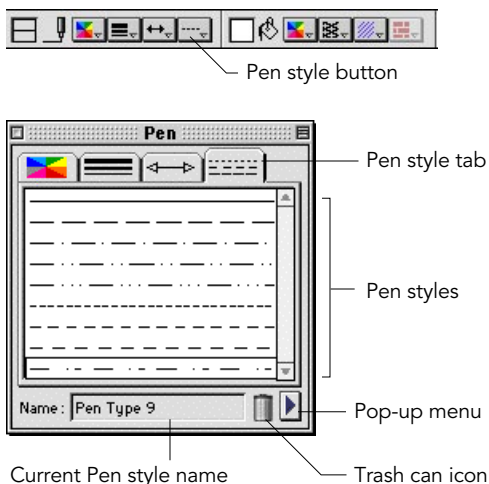 Pen style button
Pen
Pen style tab
Pen styles
Name: Pen Type 9
Pop-up menu
Current Pen style name
Trash can icon